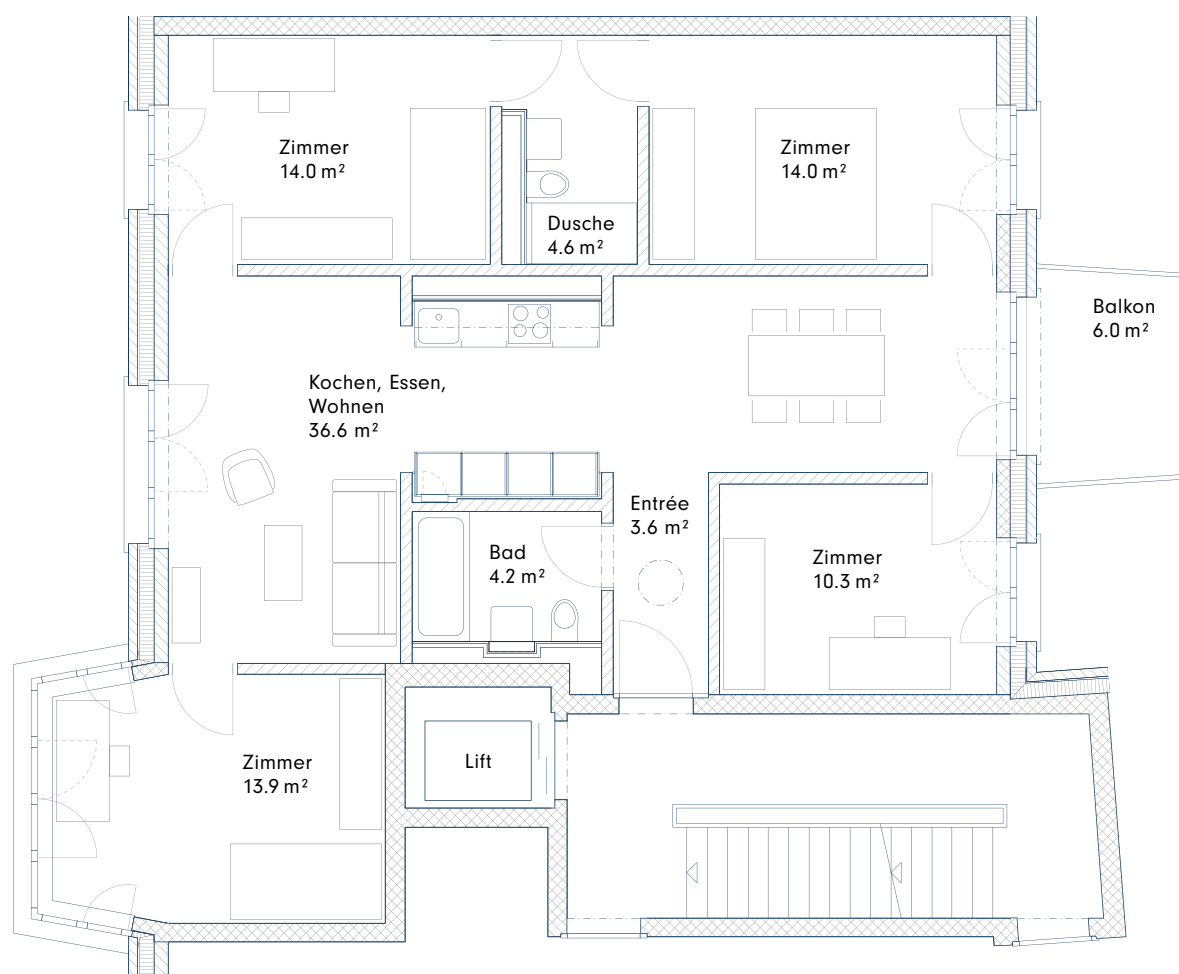 Zimmer
14.0 m²
Zimmer
14.0 m²
Dusche
4.6 m²
Balkon
6.0 m²
Kochen, Essen,
Wohnen
36.6 m²
Entrée
3.6 m²
Bad
4.2 m²
Zimmer
10.3 m²
Zimmer
13.9 m²
Lift